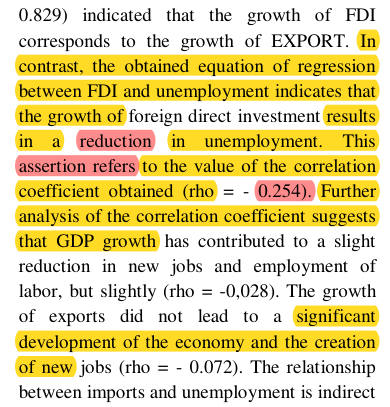 0.829) indicated that the growth of FDI
corresponds to the growth of EXPORT. In
contrast, the obtained equation of regression
between FDI and unemployment indicates that
the growth of foreign direct investment results
in a reduction in unemployment. This
assertion refers to the value of the correlation
coefficient obtained (rho = - 0.254). Further
analysis of the correlation coefficient suggests
that GDP growth has contributed to a slight
reduction in new jobs and employment of
labor, but slightly (rho = -0,028). The growth
of exports did not lead to a significant
development of the economy and the creation
of new jobs (rho = - 0.072). The relationship
between imports and unemployment is indirect